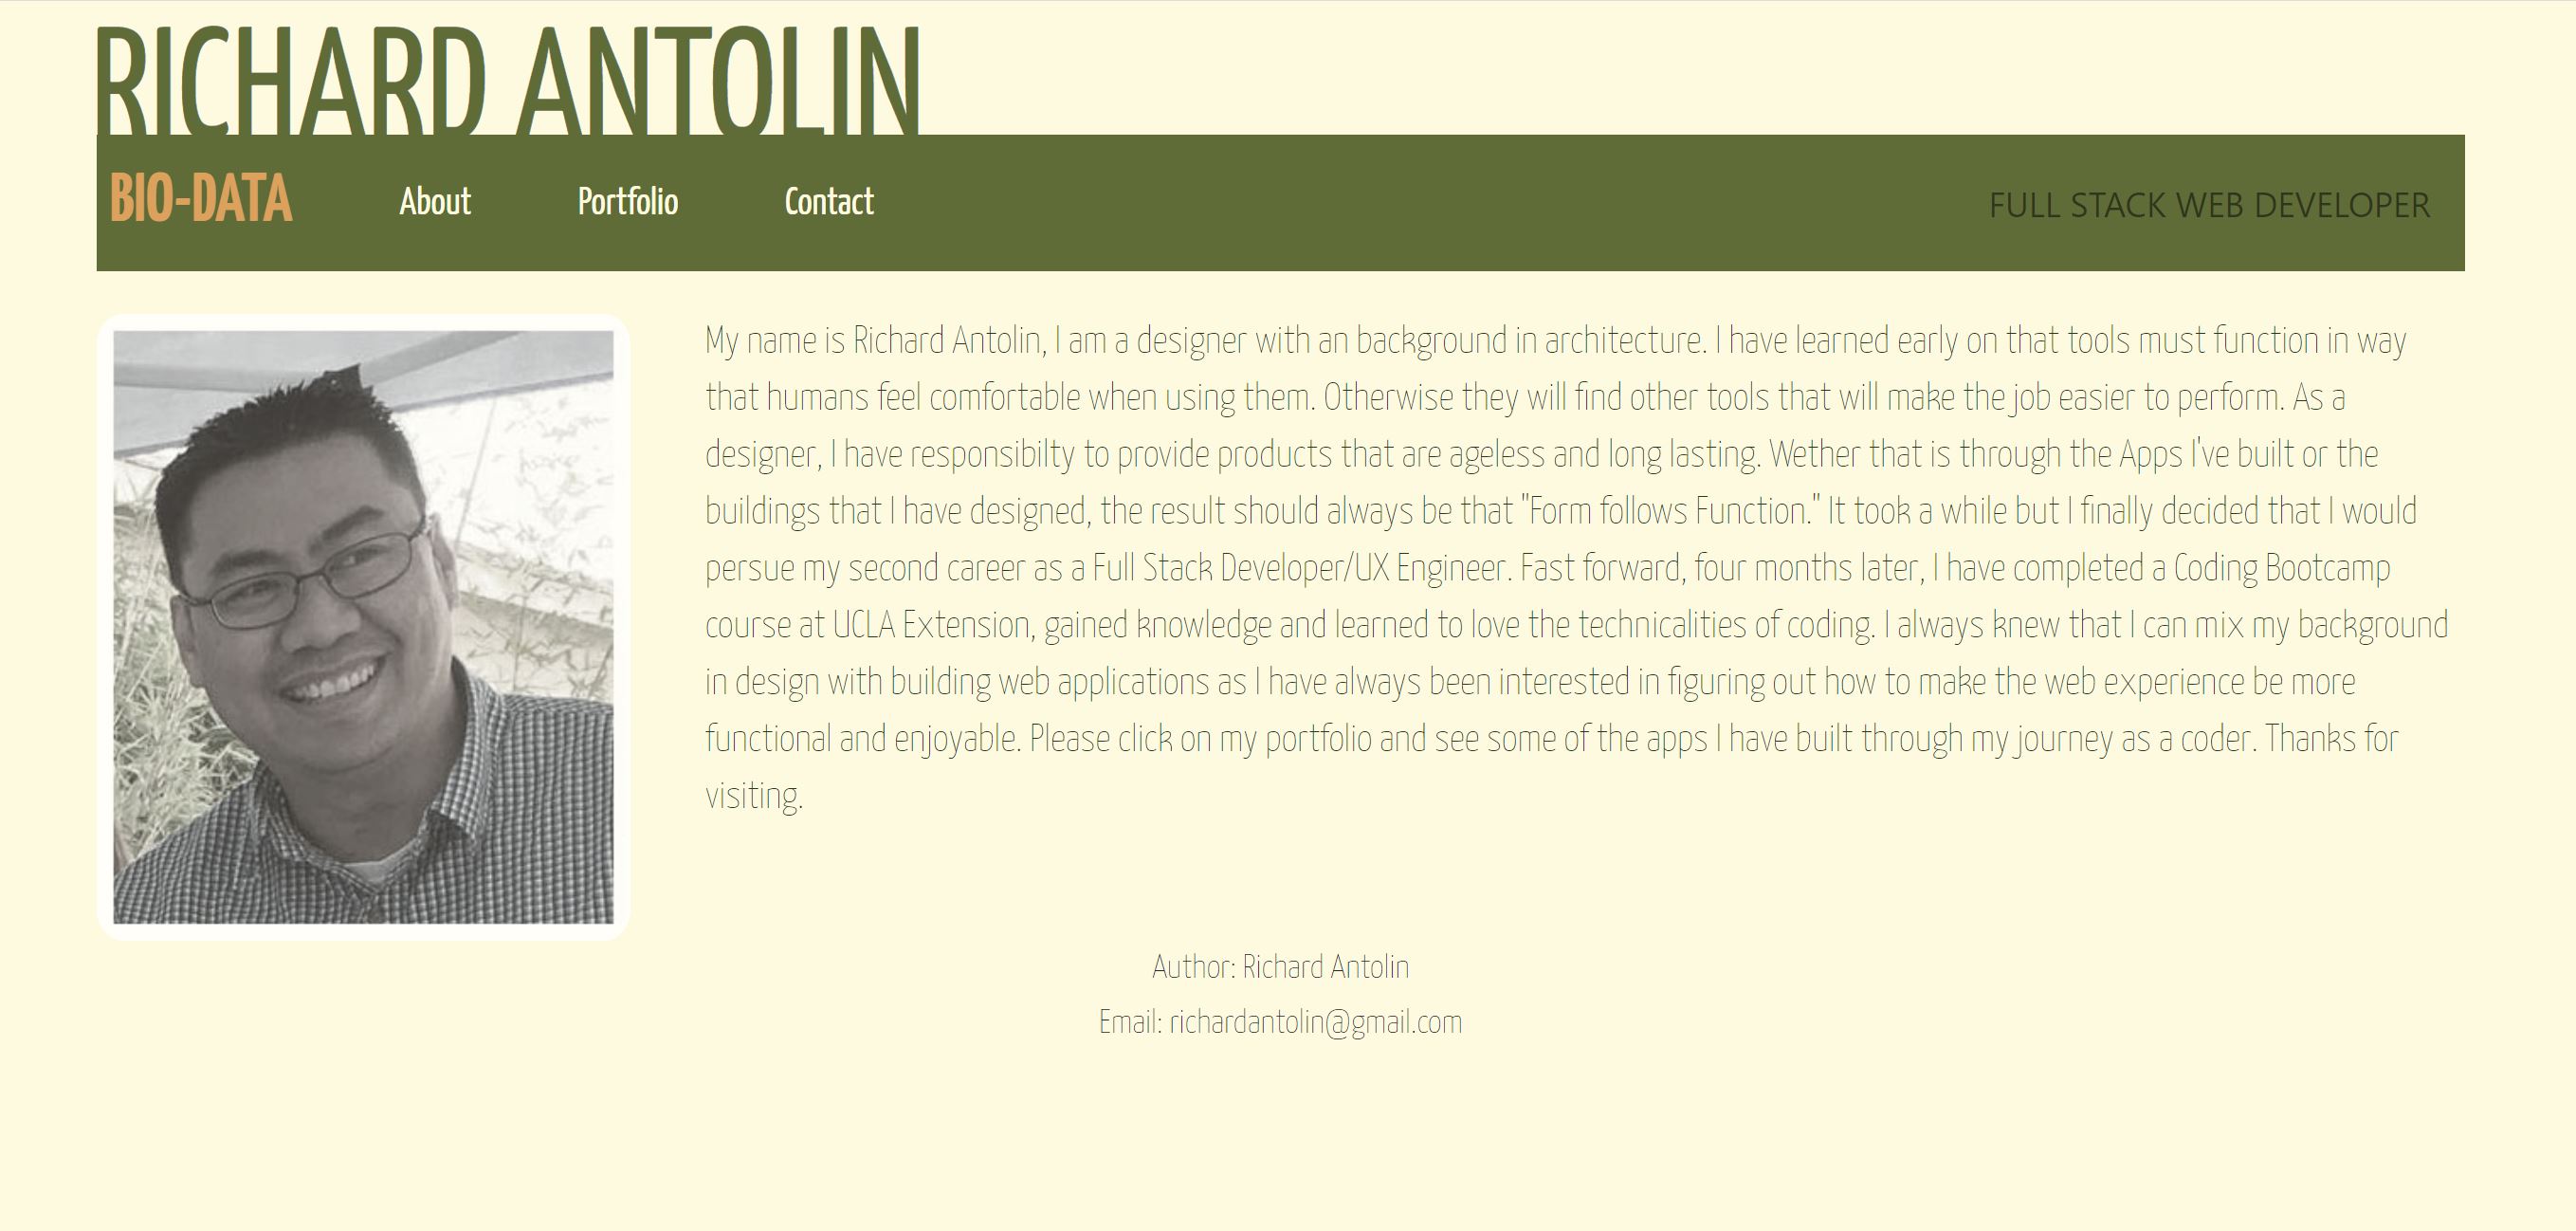 RICHARD ANTOLIN
BIO-DATA About Portfolio Contact FULL STACK WEB DEVELOPER
My name is Richard Antolin, I am a designer with an background in architecture. I have learned early on that tools must function in way
that humans feel comfortable when using them. Otherwise they will find other tools that will make the job easier to perform. As a
designer, I have responsibilty to provide products that are ageless and long lasting. Wether that is through the Apps I've built or the
buildings that I have designed, the result should always be that "Form follows Function." It took a while but I finally decided that I would
persue my second career as a Full Stack Developer/UX Engineer. Fast forward, four months later, I have completed a Coding Bootcamp
course at UCLA Extension, gained knowledge and learned to love the technicalities of coding. I always knew that I can mix my background
in design with building web applications as I have always been interested in figuring out how to make the web experience be more
functional and enjoyable. Please click on my portfolio and see some of the apps I have built through my journey as a coder. Thanks for
visiting.
Author: Richard Antolin
Email: richardantolin@gmail.com